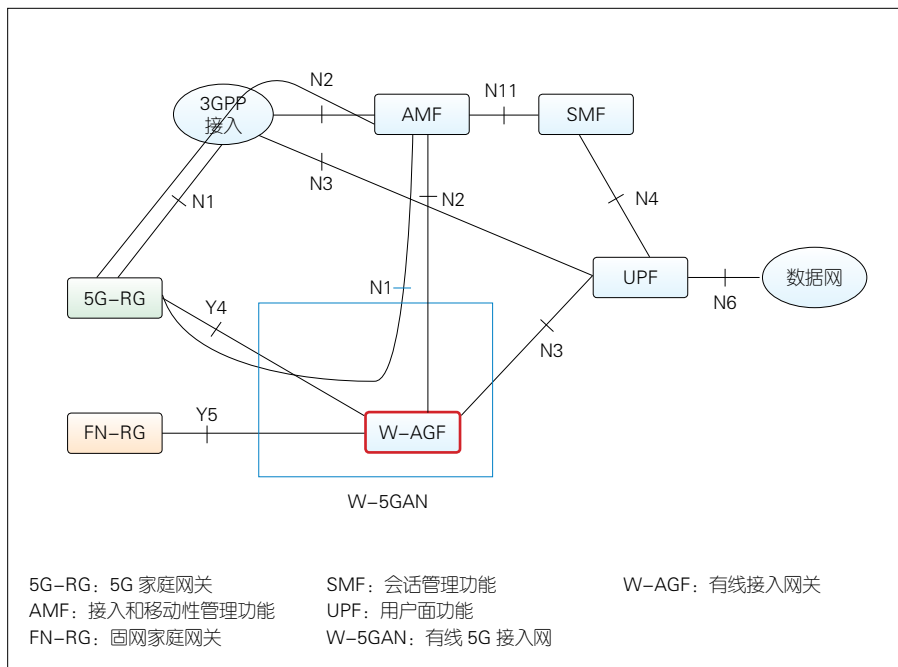 N2
N11
3GPP
接入
AMF
SMF
N3
N1
N2
N4
5G-RG
N1
UPF
数据网
Y4
N6
N3
Y5
FN-RG
W-AGF
W-5GAN
5G-RG：5G 家庭网关
SMF：会话管理功能
W-AGF：有线接入网关
AMF：接入和移动性管理功能
UPF：用户面功能
FN-RG：固网家庭网关
W-5GAN：有线 5G 接入网